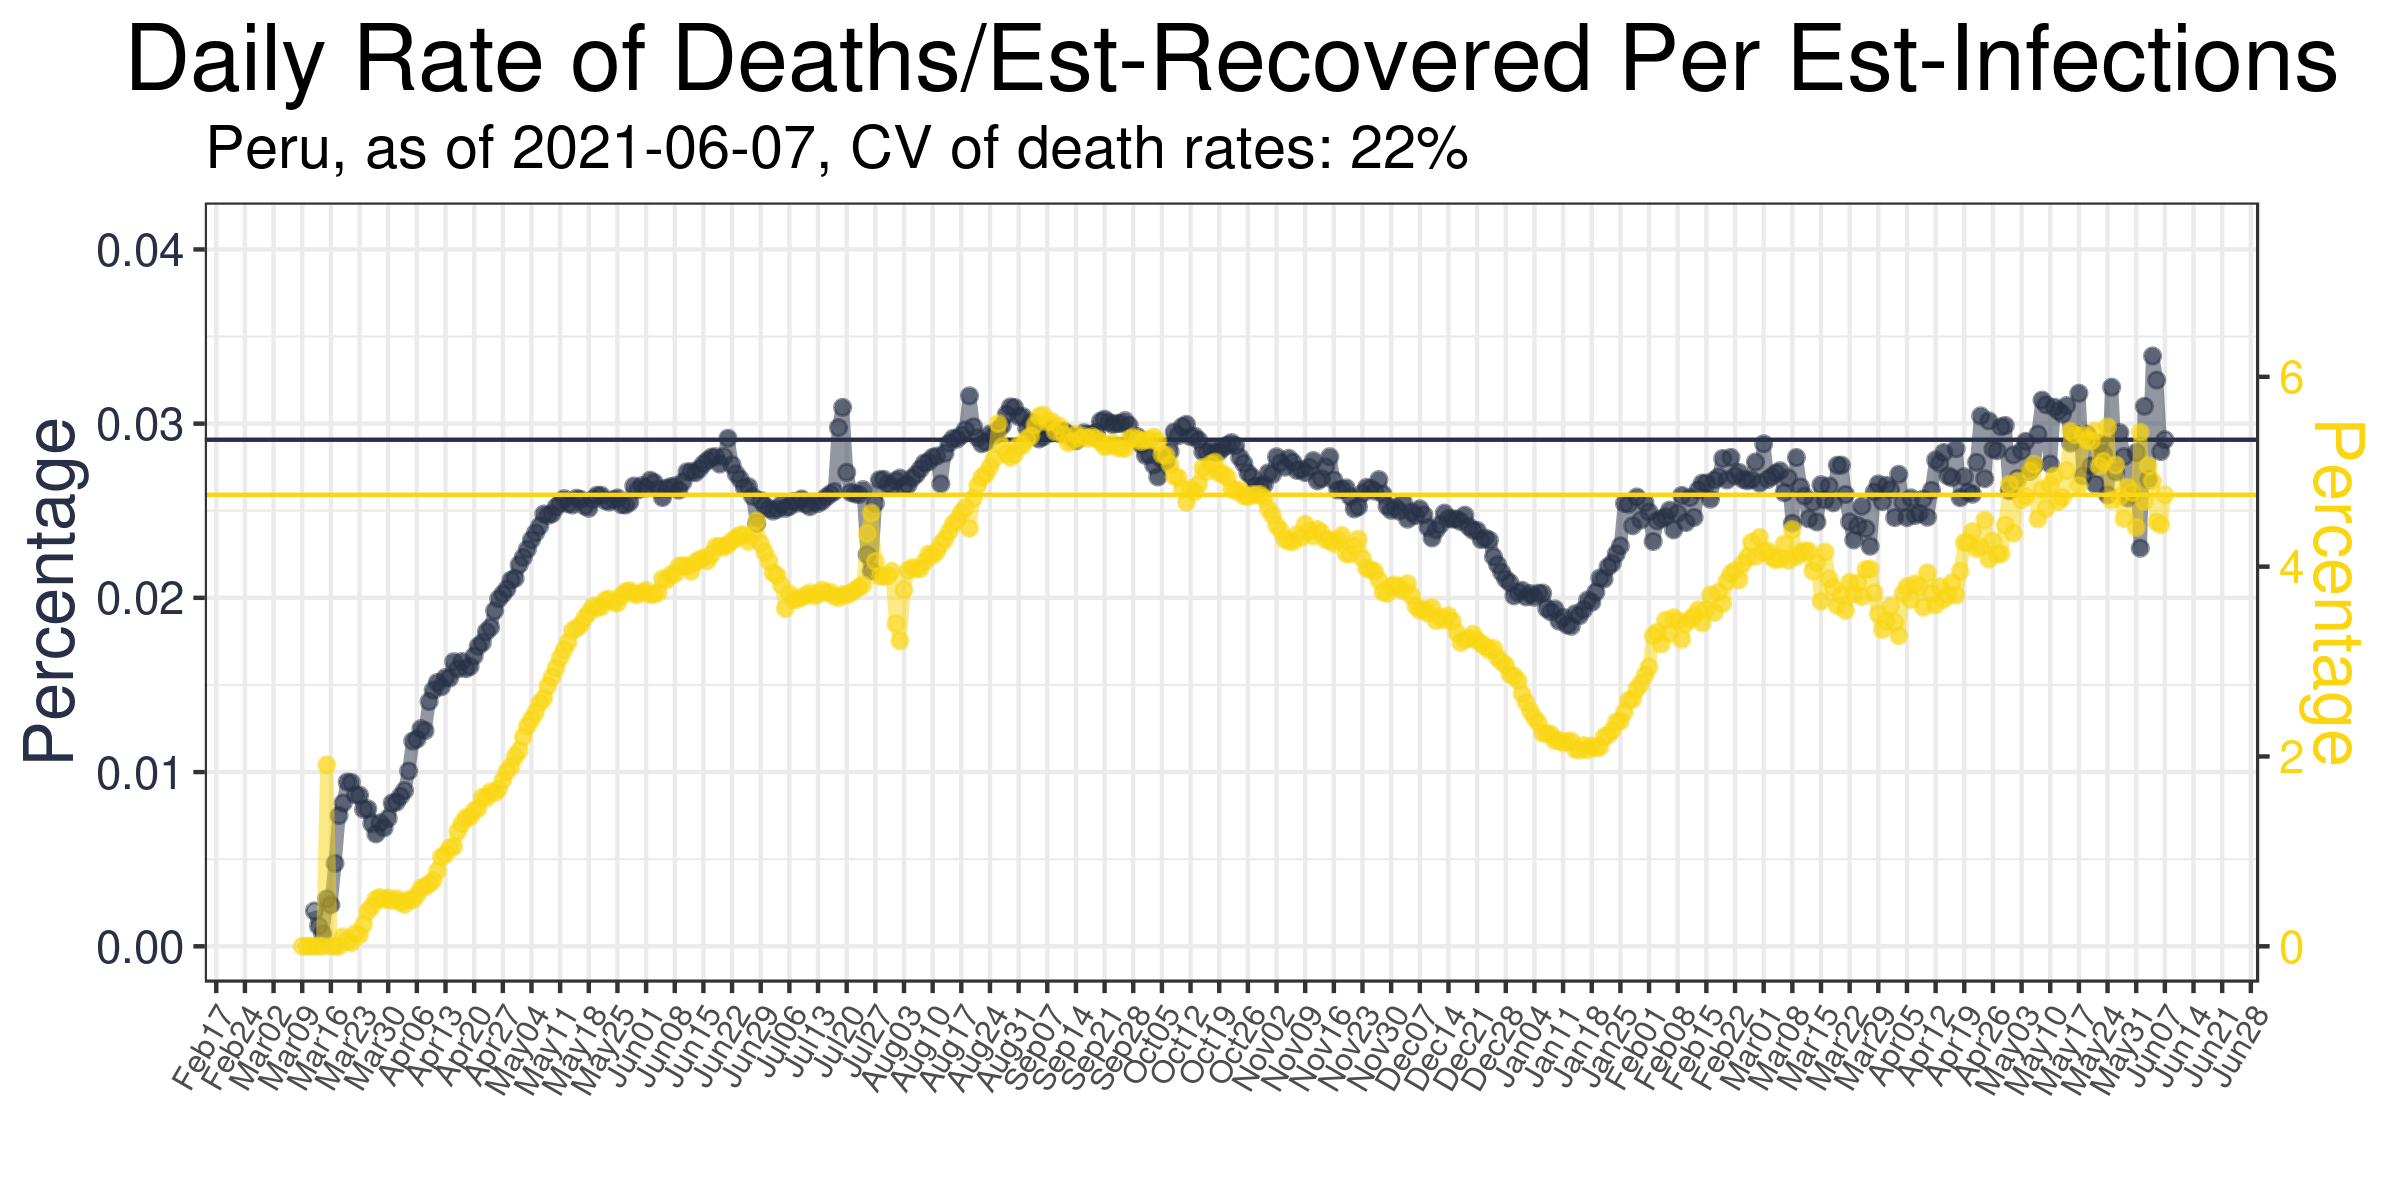 Daily Rate of Deaths/Est-Recovered Per Est-Infections
Peru, as of 2021-06-07, CV of death rates: 22%
Percentage
0.04
0.03
0.02
0.01
0.00
6
4
2
0
Percentage
Feb17
Feb24
Mar02
Mar09
Mar16
Mar23
Mar30
Apr06
Apr13
Apr20
Apr27
May04
May11
May18
May25
Jun01
Jun08
Jun15
Jun22
Jun29
Jul06
Jul13
Jul20
Jul27
Aug03
Aug10
Aug17
Aug24
Aug31
Sep07
Sep14
Sep21
Sep28
Oct05
Oct12
Oct19
Oct26
Nov02
Nov09
Nov16
Nov23
Nov30
Dec07
Dec14
Dec21
Dec28
Jan04
Jan11
Jan18
Jan25
Feb01
Feb08
Feb15
Feb22
Mar01
Mar08
Mar15
Mar22
Mar29
Apr05
Apr12
Apr19
Apr26
May03
May10
May17
May24
May31
Jun07
Jun14
Jun21
Jun28